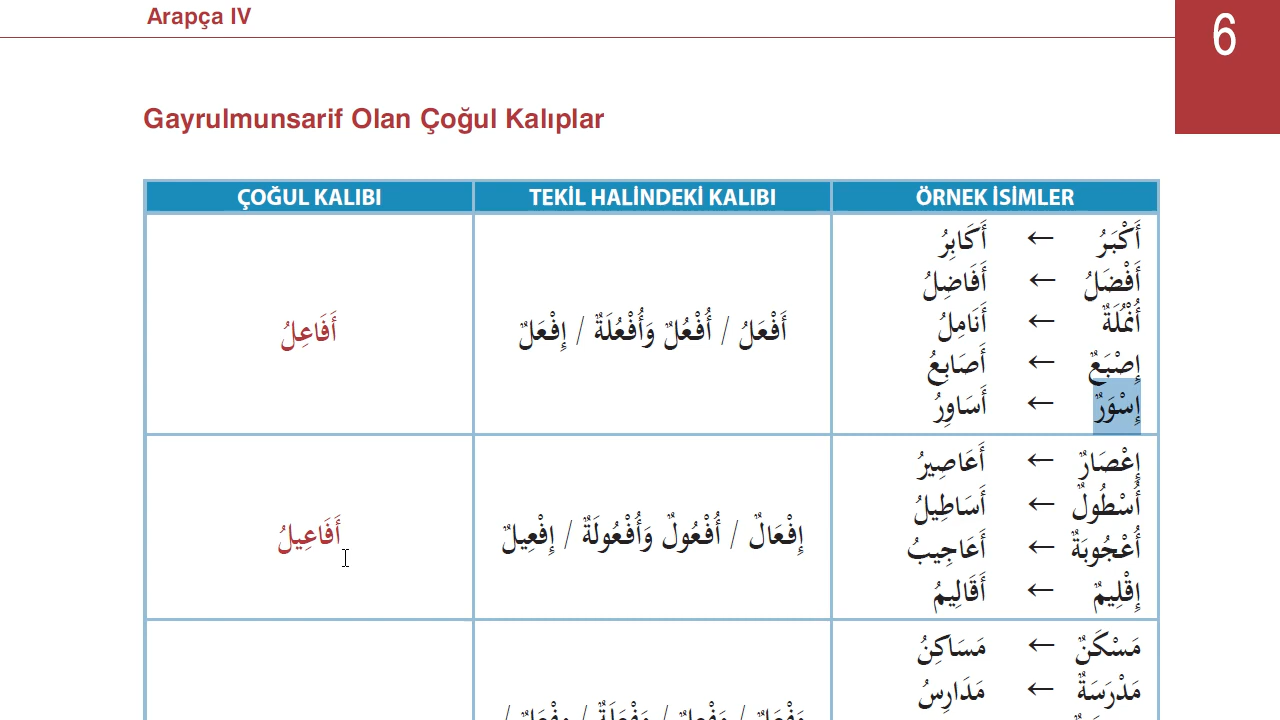 Arapça IV
6
Gayrulmunsarif Olan Çoğul Kalıplar
ÇOĞUL KALIBI
TEKİL HALİNDEKİ KALIBI
ÖRNEK İSİMLER
أَفَاعِلُ
أَفْعَلُ / أُفْعُلٌ وَأُفْعُلَةٌ / إِفْعَلٌ
أَكْبَرُ ← أَكَابِرُ
أَفْضَلُ ← أَفَاضِلُ
أُنْمُلَةٌ ← أَنَامِلُ
إِصْبَعٌ ← أَصَابِعُ
إِسْوَرٌ ← أَسَاوِرُ
أَفَاعِيلُ
إِفْعَالٌ / أُفْعُولٌ وَأُفْعُولَةٌ / إِفْعِيلٌ
إِعْصَارٌ ← أَعَاصِيرُ
أُسْطُولٌ ← أَسَاطِيلُ
أُعْجُوبَةٌ ← أَعَاجِيبُ
إِقْلِيمٌ ← أَقَالِيمُ
مَسْكَنٌ ← مَسَاكِنُ
مَدْرَسَةٌ ← مَدَارِسُ